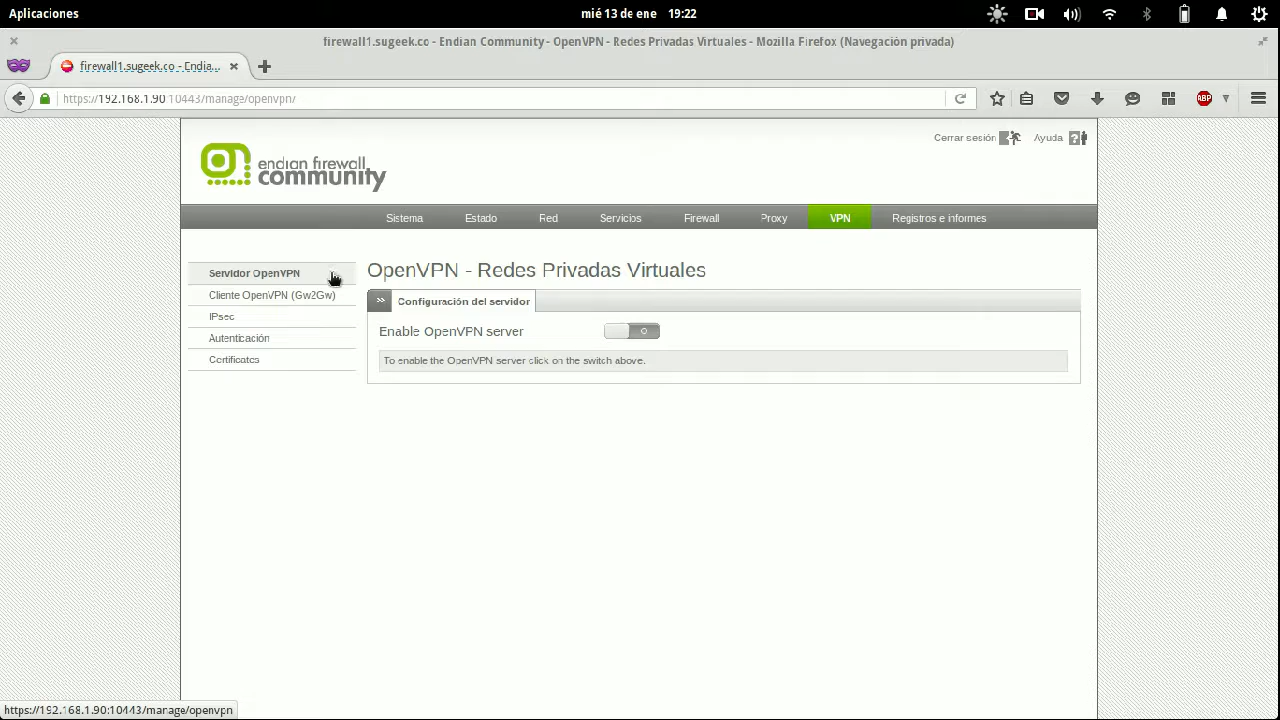 Aplicaciones
mié 13 de ene 19:22
firewall1.sugeek.co - Endian Community - OpenVPN - Redes Privadas Virtuales - Mozilla Firefox (Navegación privada)
firewall1.sugeek.co - Endia...
https://192.168.1.90:10443/manage/openvpn/
ABP
Cerrar sesión
Ayuda
endian firewall
community
Sistema Estado Red Servicios Firewall Proxy VPN Registros e informes
Servidor OpenVPN
Cliente OpenVPN (Gw2Gw)
IPsec
Autenticación
Certificates
OpenVPN - Redes Privadas Virtuales
Configuración del servidor
Enable OpenVPN server
To enable the OpenVPN server click on the switch above.
https://192.168.1.90:10443/manage/openvpn